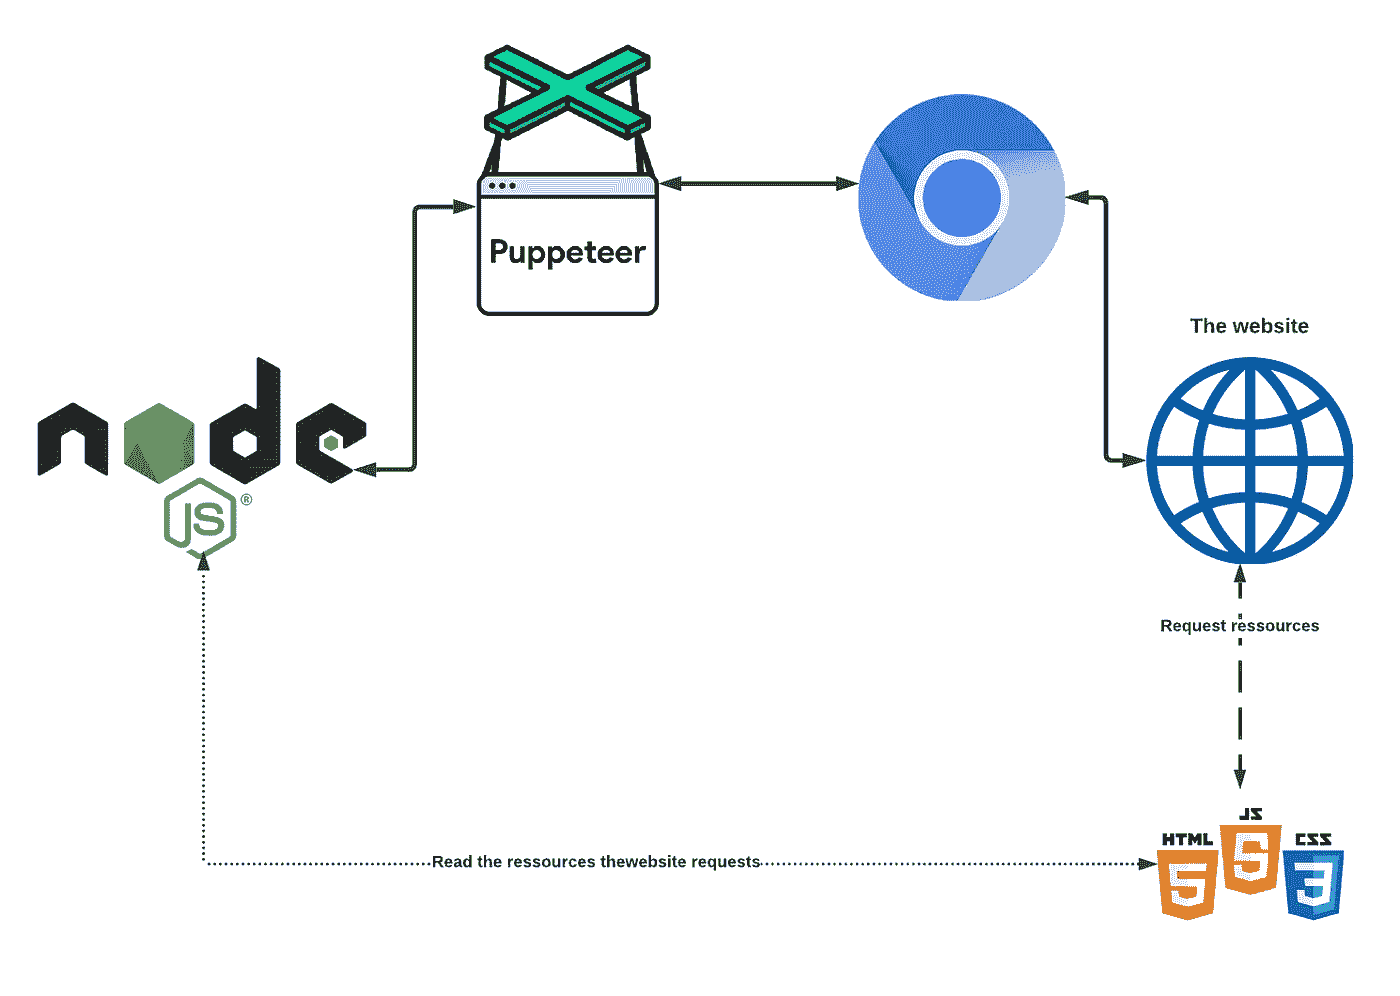 Puppeteer
The website
node
JS®
Request ressources
JS
HTML
CSS
5
5
3
Read the ressources thewebsite requests